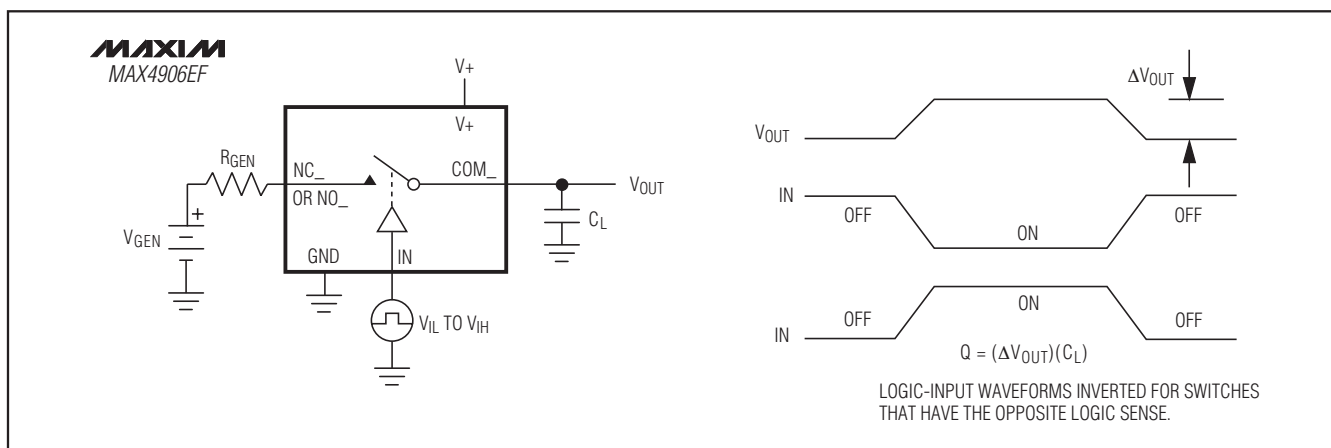 MAXIM
MAX4906EF
V+
V+
RGEN
NC_
OR NO_
COM_
VOUT
CL
VGEN
+
GND
IN
VIL TO VIH
ΔVOUT
VOUT
IN
OFF
ON
OFF
IN
OFF
ON
OFF
Q = (ΔVOUT)(CL)
LOGIC-INPUT WAVEFORMS INVERTED FOR SWITCHES
THAT HAVE THE OPPOSITE LOGIC SENSE.